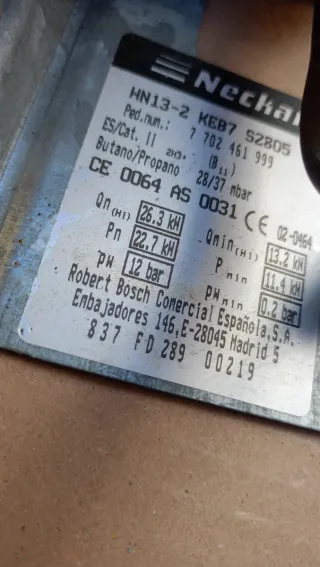 Neckar
WN13-2 KEB7 S2805
Ped.num.: 7 702 461 999
ES/Cat. II 2H3+ (B11)
Butano/Propano 28/37 mbar
CE 0064 AS 0031 CE 02-0464
Qn(Hi) 26.3 kW Qmin(Hi) 13.2 kW
Pn 22.7 kW Pmin 11.4 kW
pw 12 bar pw min 0.2 bar
Robert Bosch Comercial Española,S.A.
Embajadores 146,E-28045 Madrid 5
837 FD 289 00219